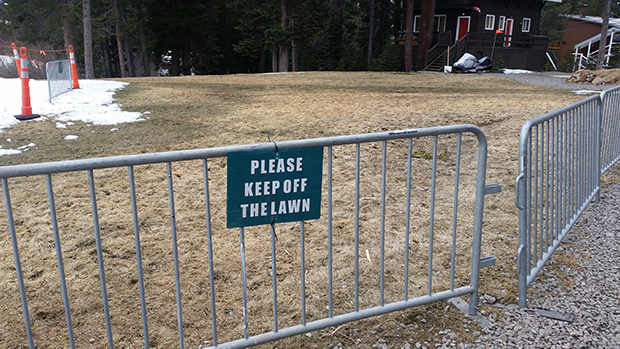 PLEASE
KEEP OFF
THE LAWN